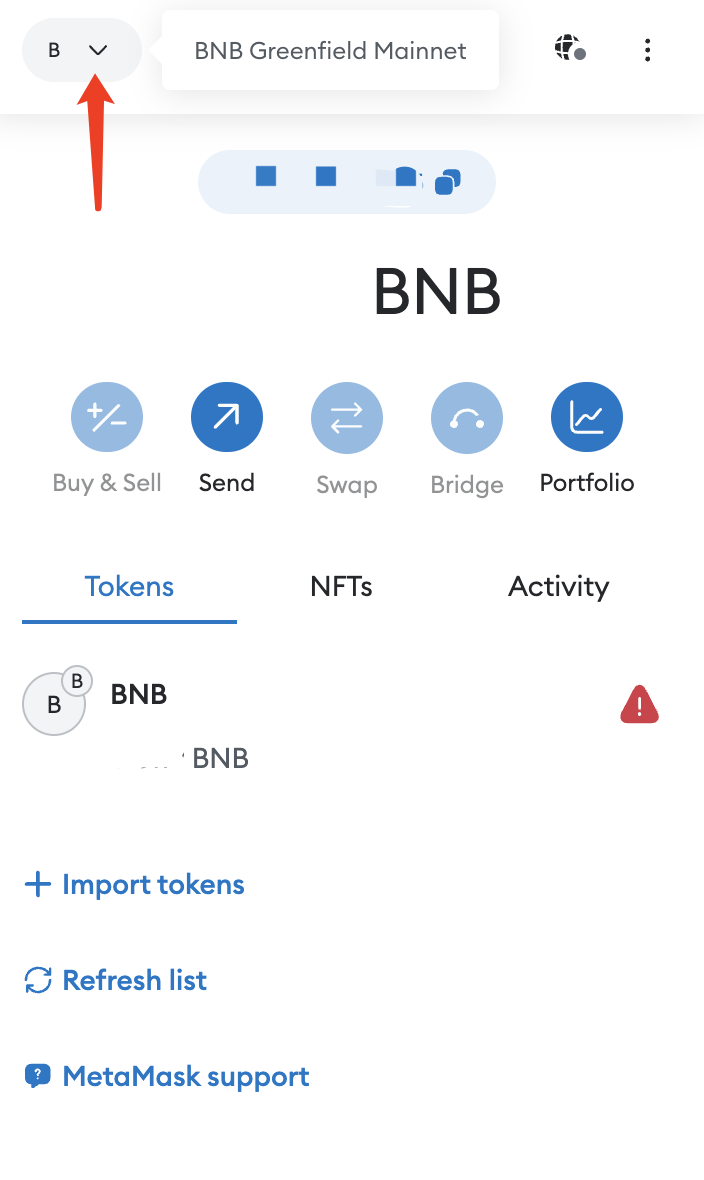 B
BNB Greenfield Mainnet
BNB
Buy & Sell
Send
Swap
Bridge
Portfolio
Tokens
NFTs
Activity
B
B
BNB
BNB
Import tokens
Refresh list
MetaMask support